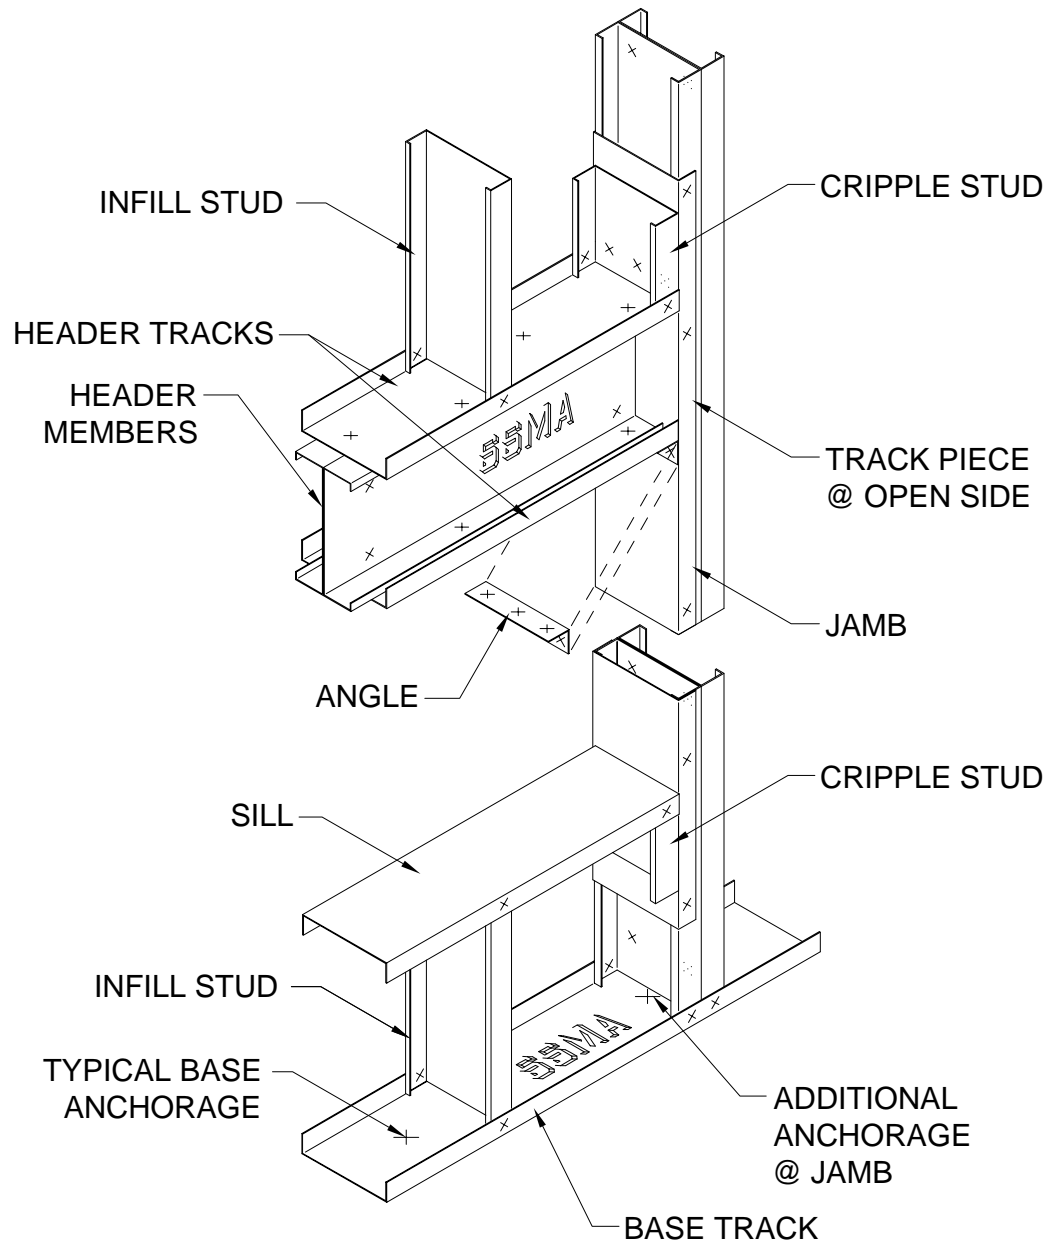 INFILL STUD
CRIPPLE STUD
HEADER TRACKS
HEADER
MEMBERS
SSMA
TRACK PIECE
@ OPEN SIDE
JAMB
ANGLE
CRIPPLE STUD
SILL
INFILL STUD
SSMA
TYPICAL BASE
ANCHORAGE
ADDITIONAL
ANCHORAGE
@ JAMB
BASE TRACK